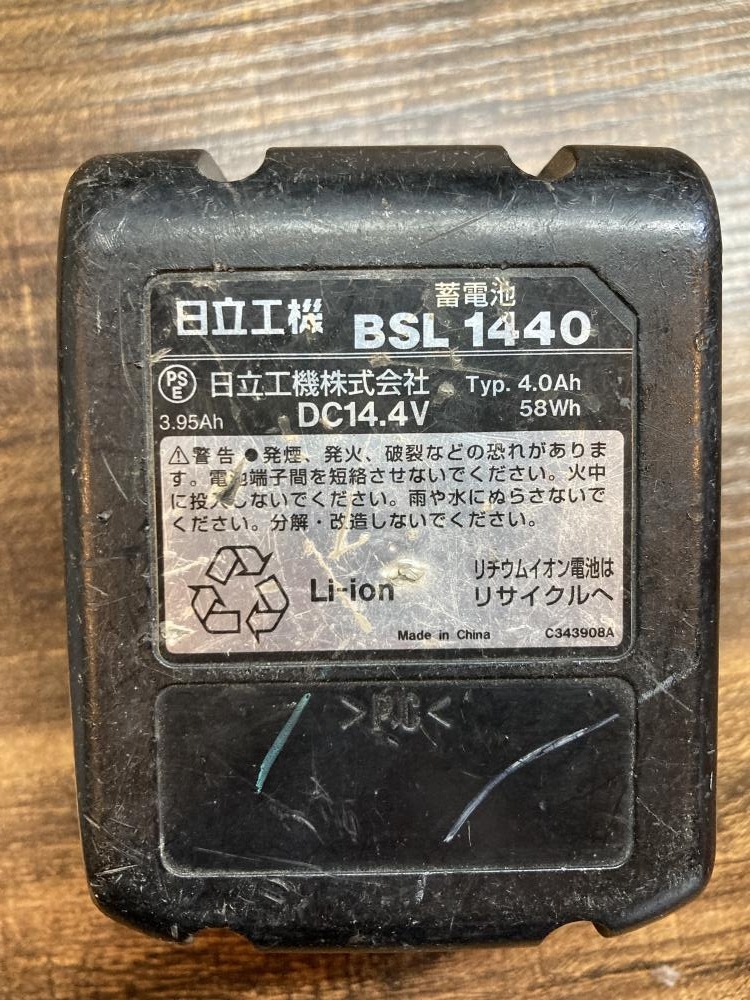 蓄電池
日立工機 BSL 1440
PSE 日立工機株式会社 Typ. 4.0Ah
3.95Ah DC14.4V 58Wh
⚠警告 ●発煙、発火、破裂などの恐れがありま
す。電池端子間を短絡させないでください。火中
に投入しないでください。雨や水にぬらさないで
ください。分解・改造しないでください。
Li-ion リチウムイオン電池は
リサイクルへ
Made in China C343908A
>PC<